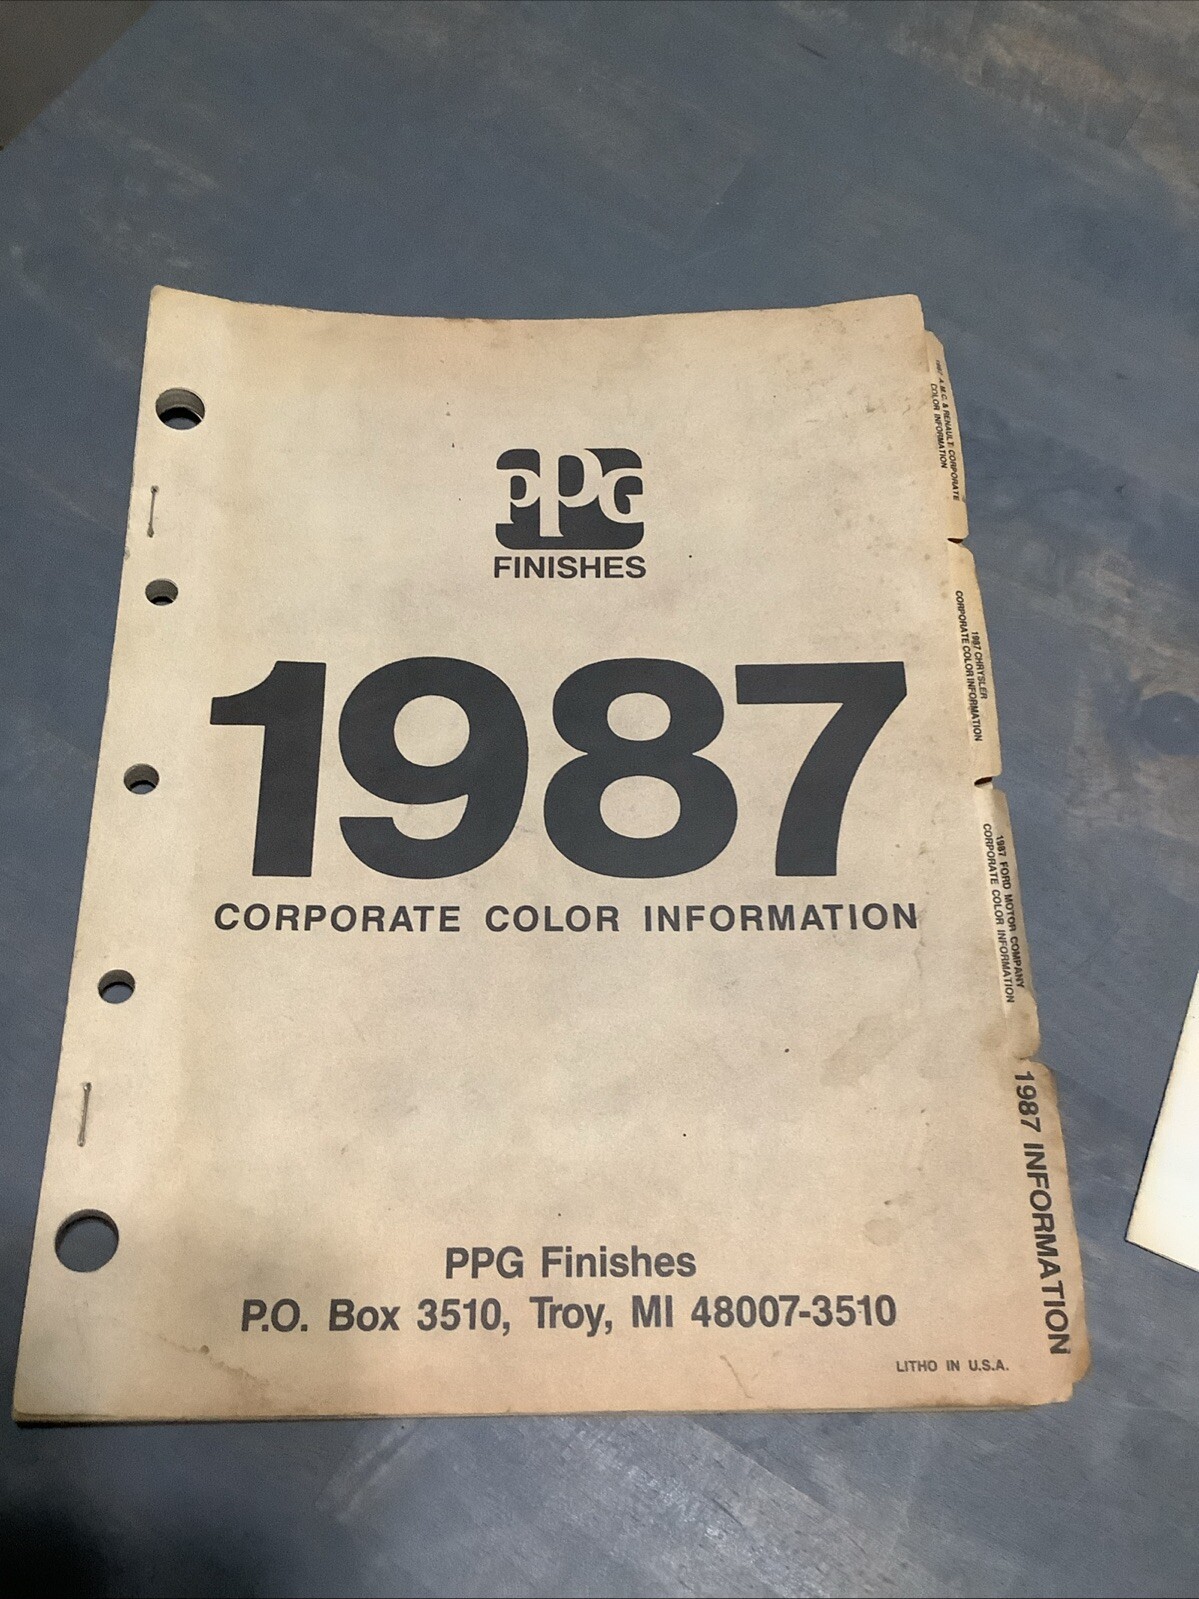 PPG
FINISHES
1987
CORPORATE COLOR INFORMATION
PPG Finishes
P.O. Box 3510, Troy, MI 48007-3510
LITHO IN U.S.A.
1987 A.M.C. & RENAULT CORPORATE
COLOR INFORMATION
1987 CHRYSLER
CORPORATE COLOR INFORMATION
1987 FORD MOTOR COMPANY
CORPORATE COLOR INFORMATION
1987 INFORMATION